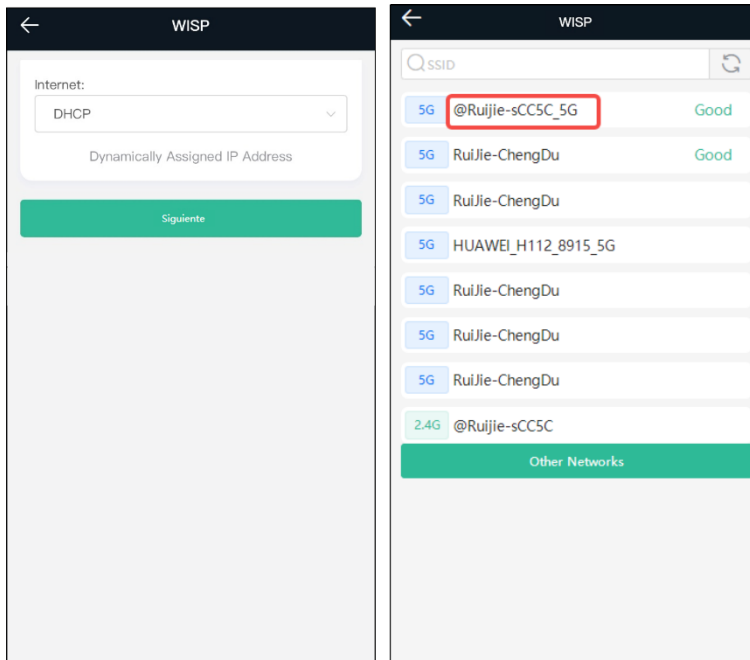 WISP
Internet:
DHCP
Dynamically Assigned IP Address
Siguiente
WISP
SSID
5G @Ruijie-sCC5C_5G Good
5G RuiJie-ChengDu Good
5G RuiJie-ChengDu
5G HUAWEI_H112_8915_5G
5G RuiJie-ChengDu
5G RuiJie-ChengDu
5G RuiJie-ChengDu
2.4G @Ruijie-sCC5C
Other Networks